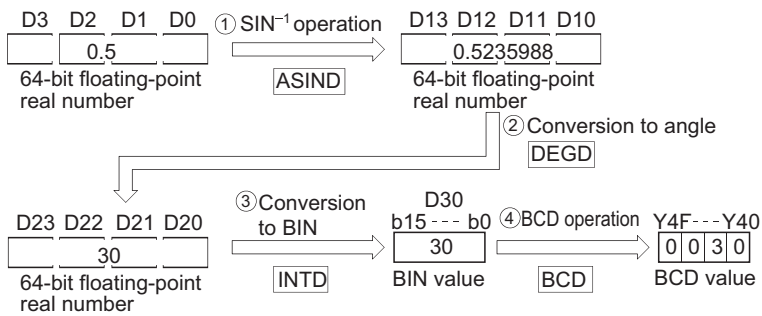 D3 D2 D1 D0
0.5
64-bit floating-point
real number
① SIN⁻¹ operation
ASIND
D13 D12 D11 D10
0.5235988
64-bit floating-point
real number
② Conversion to angle
DEGD
D23 D22 D21 D20
30
64-bit floating-point
real number
③ Conversion
to BIN
INTD
D30
b15 --- b0
30
BIN value
④ BCD operation
BCD
Y4F---Y40
0 0 3 0
BCD value